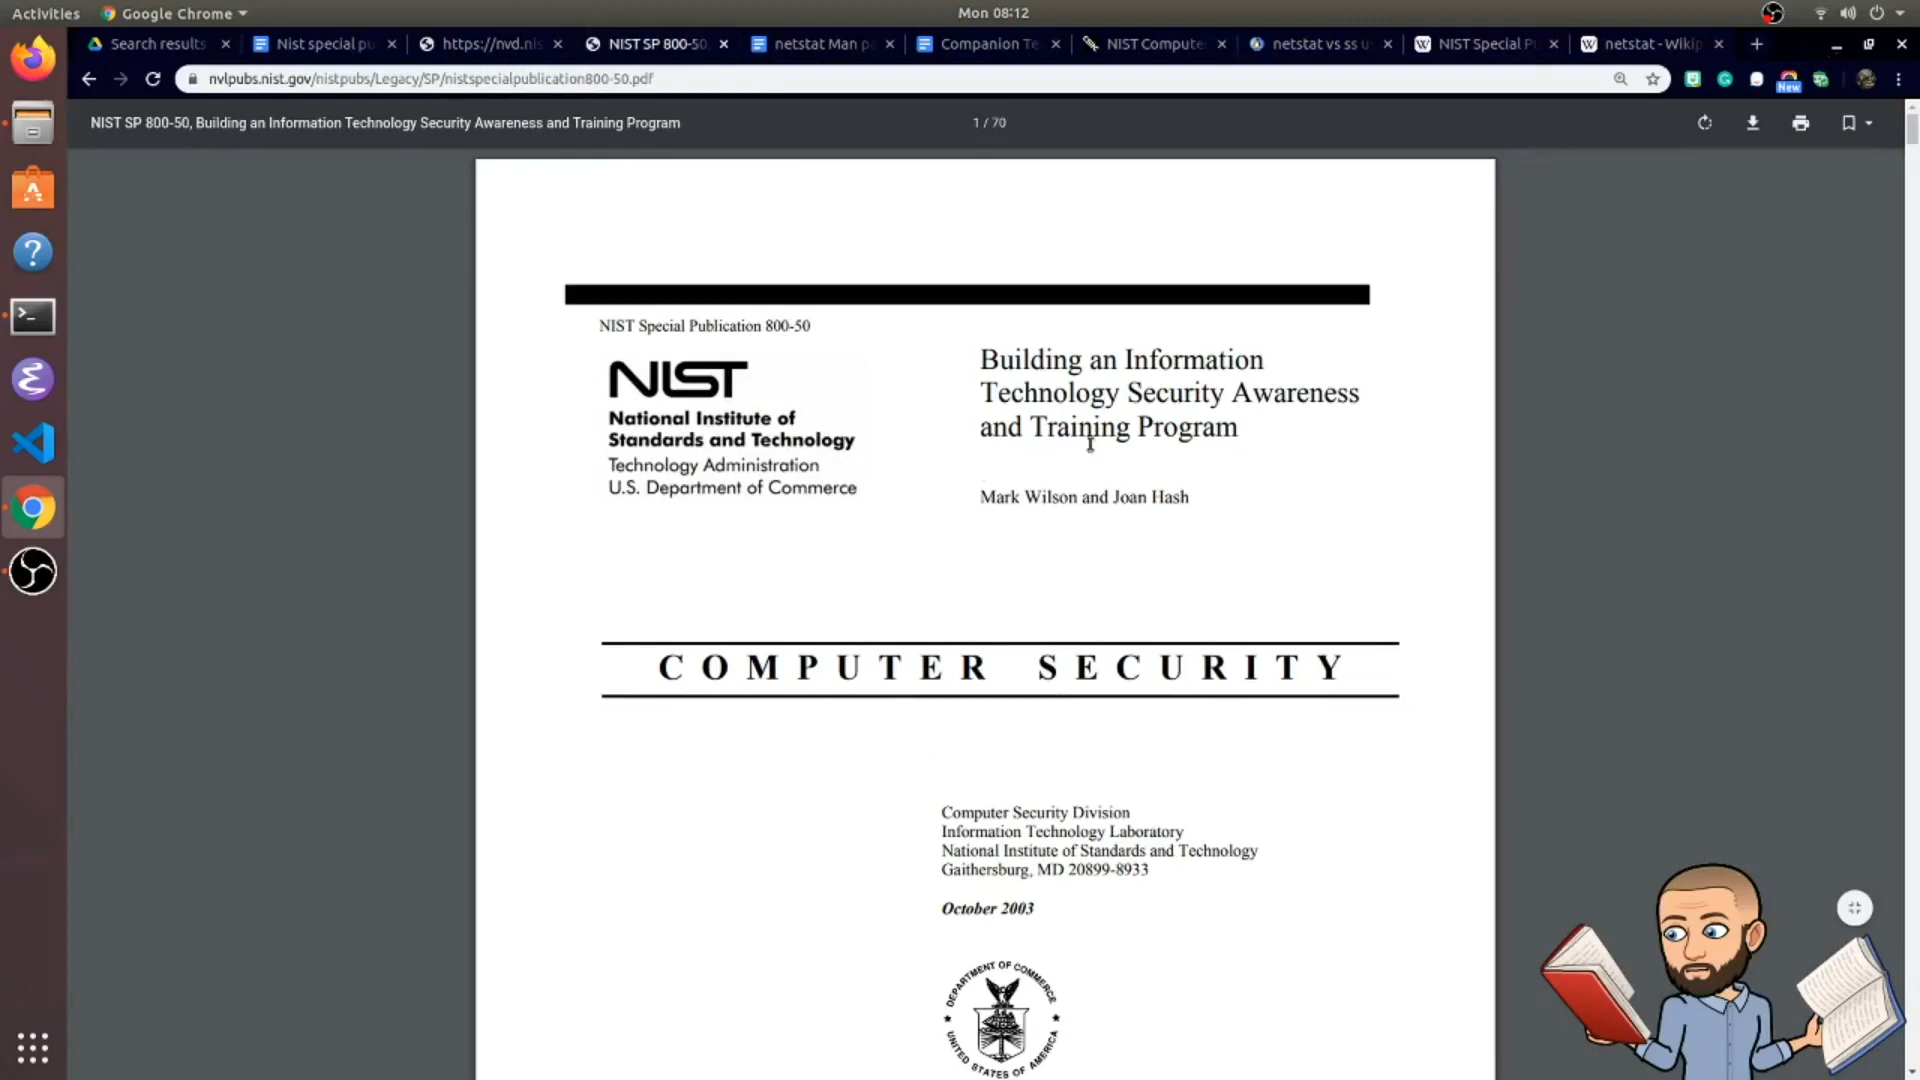 Activities
Google Chrome
Mon 08:12
Search results
Nist special pu
https://nvd.nis
NIST SP 800-50,
netstat Man pa
Companion Te
NIST Compute
netstat vs ss u
NIST Special P
netstat - Wikip
nvlpubs.nist.gov/nistpubs/Legacy/SP/nistspecialpublication800-50.pdf
New
NIST SP 800-50, Building an Information Technology Security Awareness and Training Program
1 / 70
NIST Special Publication 800-50
NIST
National Institute of
Standards and Technology
Technology Administration
U.S. Department of Commerce
Building an Information
Technology Security Awareness
and Training Program
Mark Wilson and Joan Hash
COMPUTER SECURITY
Computer Security Division
Information Technology Laboratory
National Institute of Standards and Technology
Gaithersburg, MD 20899-8933
October 2003
DEPARTMENT OF COMMERCE
UNITED STATES OF AMERICA